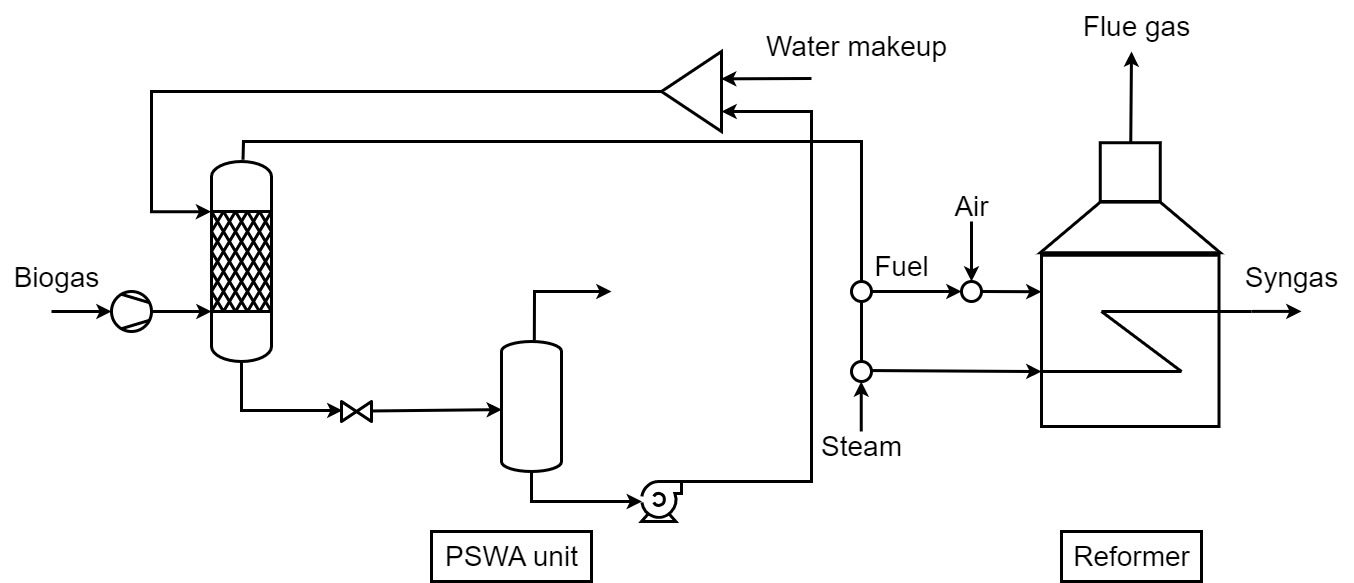 Flue gas
Water makeup
Air
Biogas
Fuel
Syngas
Steam
PSWA unit
Reformer